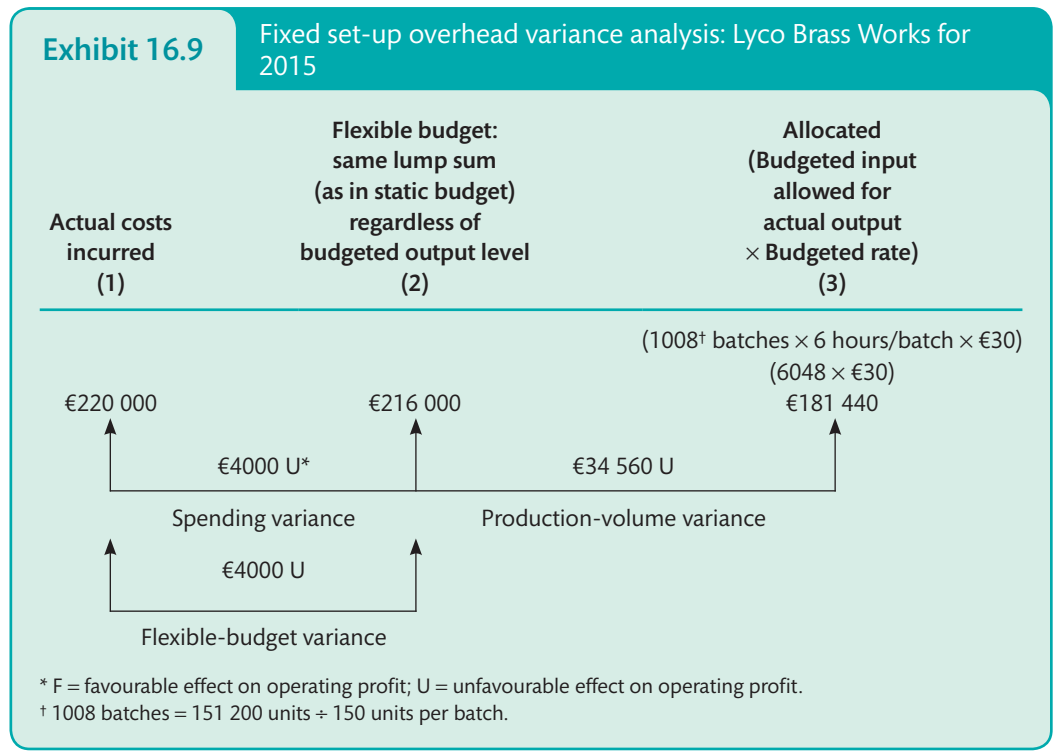 Exhibit 16.9
Fixed set-up overhead variance analysis: Lyco Brass Works for
2015
Actual costs
incurred
(1)
Flexible budget:
same lump sum
(as in static budget)
regardless of
budgeted output level
(2)
Allocated
(Budgeted input
allowed for
actual output
× Budgeted rate)
(3)
(1008† batches × 6 hours/batch × €30)
(6048 × €30)
€220 000
€216 000
€181 440
€4000 U*
€34 560 U
Spending variance
Production-volume variance
€4000 U
Flexible-budget variance
* F = favourable effect on operating profit; U = unfavourable effect on operating profit.
† 1008 batches = 151 200 units ÷ 150 units per batch.